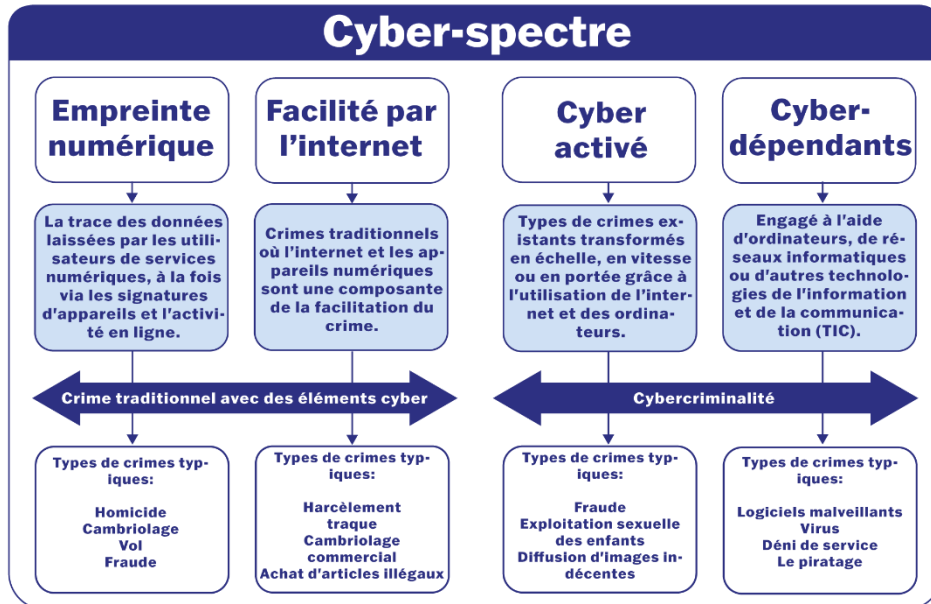 Cyber-spectre
Empreinte
numérique
Facilité par
l'internet
Cyber
activé
Cyber-
dépendants
La trace des données
laissées par les utili-
sateurs de services
numériques, à la fois
via les signatures
d'appareils et l'activi-
té en ligne.
Crimes traditionnels
où l'internet et les ap-
pareils numériques
sont une composante
de la facilitation du
crime.
Types de crimes exi-
stants transformés
en échelle, en vitesse
ou en portée grâce à
l'utilisation de l'inter-
net et des ordina-
teurs.
Engagé à l'aide
d'ordinateurs, de ré-
seaux informatiques
ou d'autres technolo-
gies de l'information
et de la communica-
tion (TIC).
Crime traditionnel avec des éléments cyber
Cybercriminalité
Types de crimes typ-
iques:
Homicide
Cambriolage
Vol
Fraude
Types de crimes typ-
iques:
Harcèlement
traque
Cambriolage
commercial
Achat d'articles illégaux
Types de crimes typ-
iques:
Fraude
Exploitation sexuelle
des enfants
Diffusion d'images in-
décentes
Types de crimes typ-
iques:
Logiciels malveillants
Virus
Déni de service
Le piratage